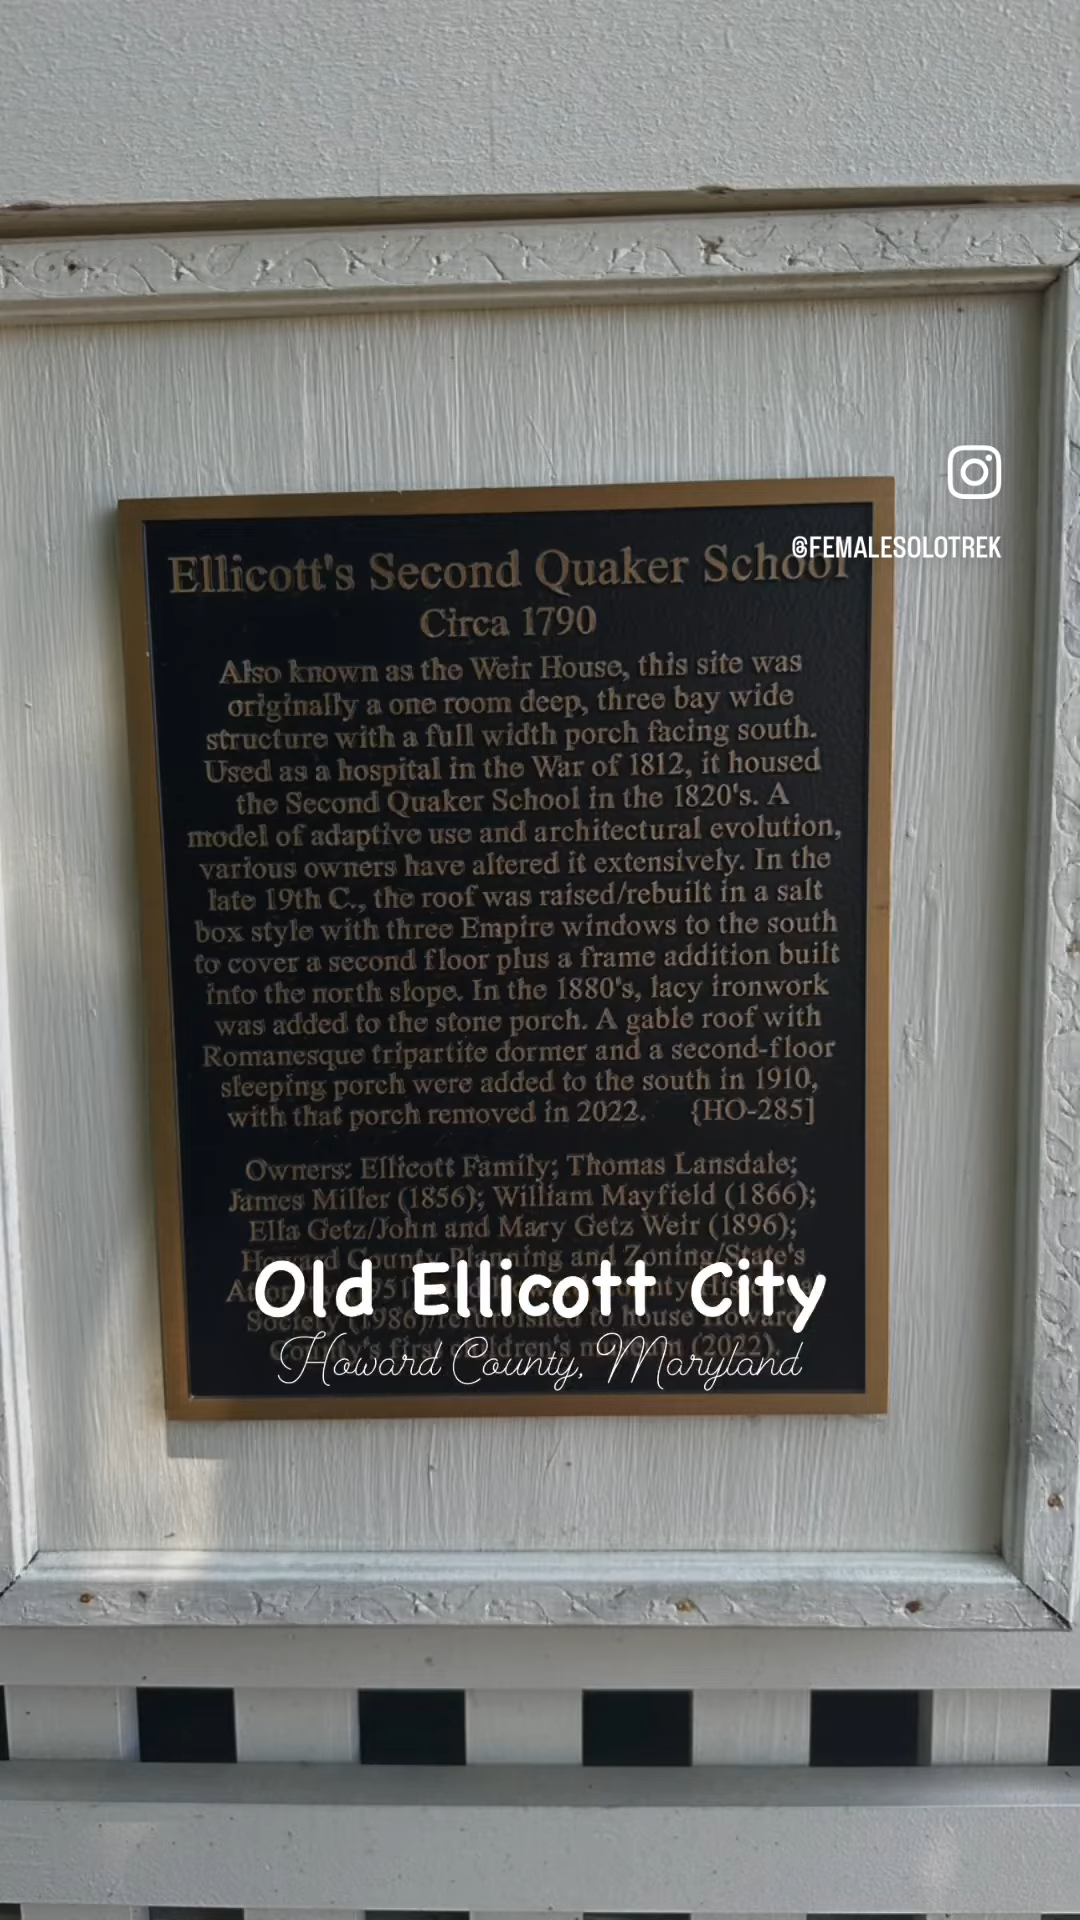 @FEMALESOLOTREK
Ellicott's Second Quaker School
Circa 1790
Also known as the Weir House, this site was
originally a one room deep, three bay wide
structure with a full width porch facing south.
Used as a hospital in the War of 1812, it housed
the Second Quaker School in the 1820's. A
model of adaptive use and architectural evolution,
various owners have altered it extensively. In the
late 19th C., the roof was raised/rebuilt in a salt
box style with three Empire windows to the south
to cover a second floor plus a frame addition built
into the north slope. In the 1880's, lacy ironwork
was added to the stone porch. A gable roof with
Romanesque tripartite dormer and a second-floor
sleeping porch were added to the south in 1910,
with that porch removed in 2022. {HO-285]
Owners: Ellicott Family; Thomas Lansdale;
James Miller (1856); William Mayfield (1866);
Ella Getz/John and Mary Getz Weir (1896);
Howard County Planning and Zoning/State's
Society (1986)/refurbished to house Howard
County's first children's museum (2022).
Old Ellicott City
Howard County, Maryland